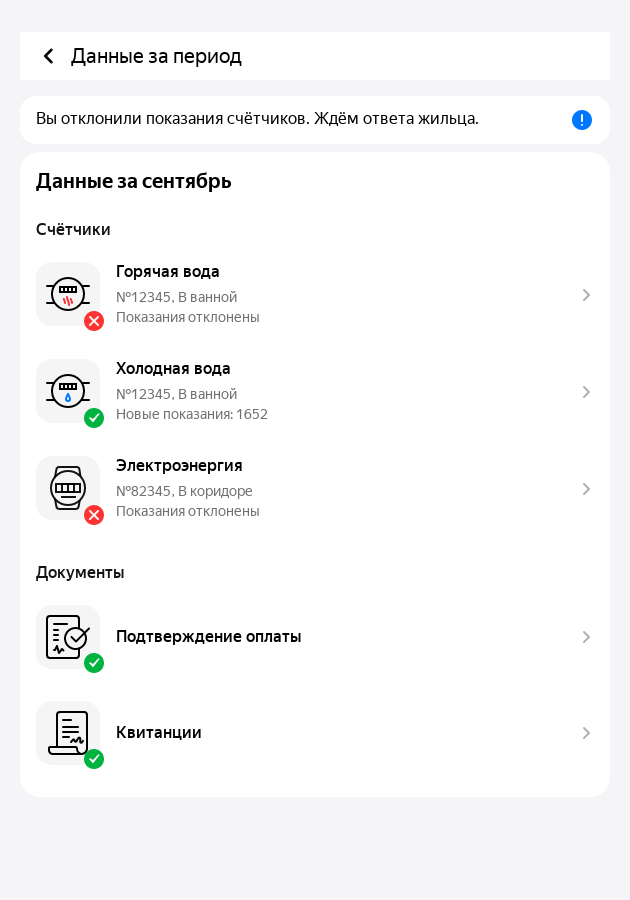 Данные за период
Вы отклонили показания счётчиков. Ждём ответа жильца.
Данные за сентябрь
Счётчики
Горячая вода
№12345, В ванной
Показания отклонены
Холодная вода
№12345, В ванной
Новые показания: 1652
Электроэнергия
№82345, В коридоре
Показания отклонены
Документы
Подтверждение оплаты
Квитанции